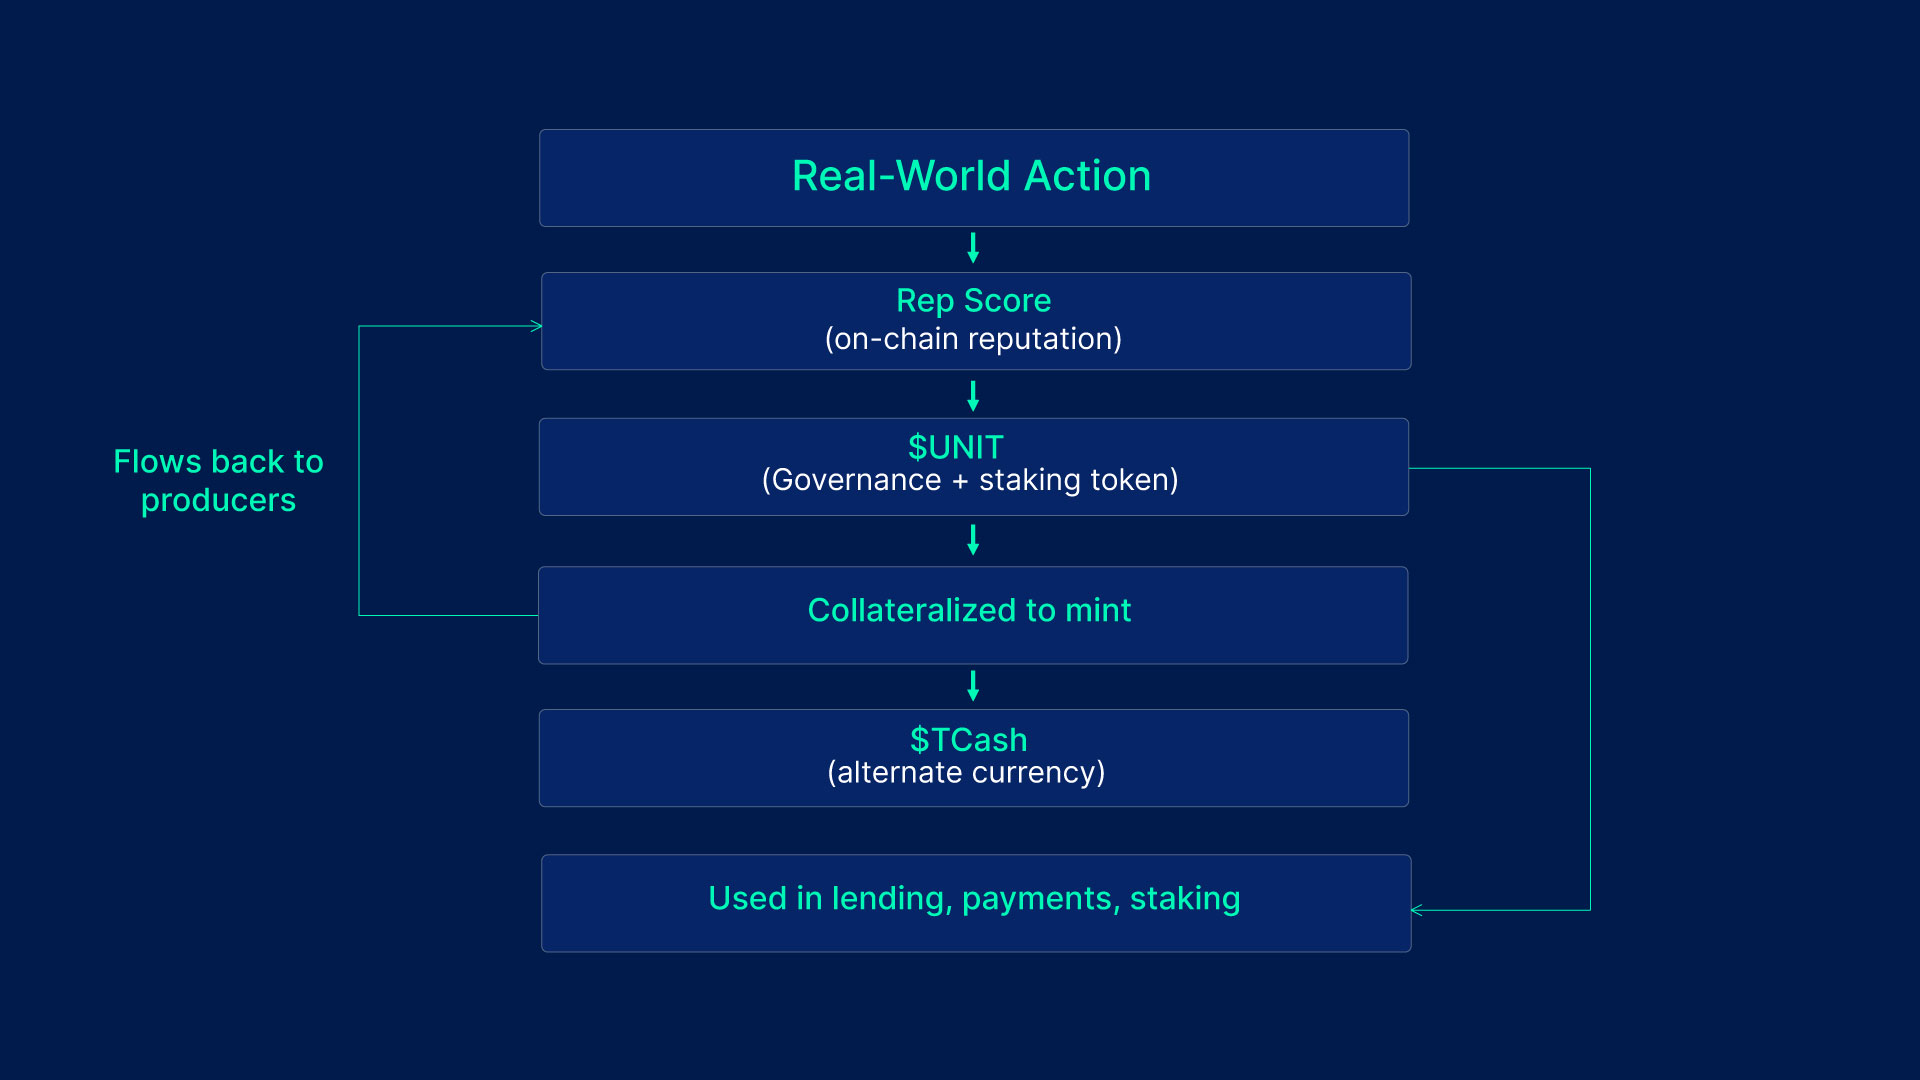 Real-World Action
Rep Score
(on-chain reputation)
$UNIT
(Governance + staking token)
Flows back to
producers
Collateralized to mint
$TCash
(alternate currency)
Used in lending, payments, staking